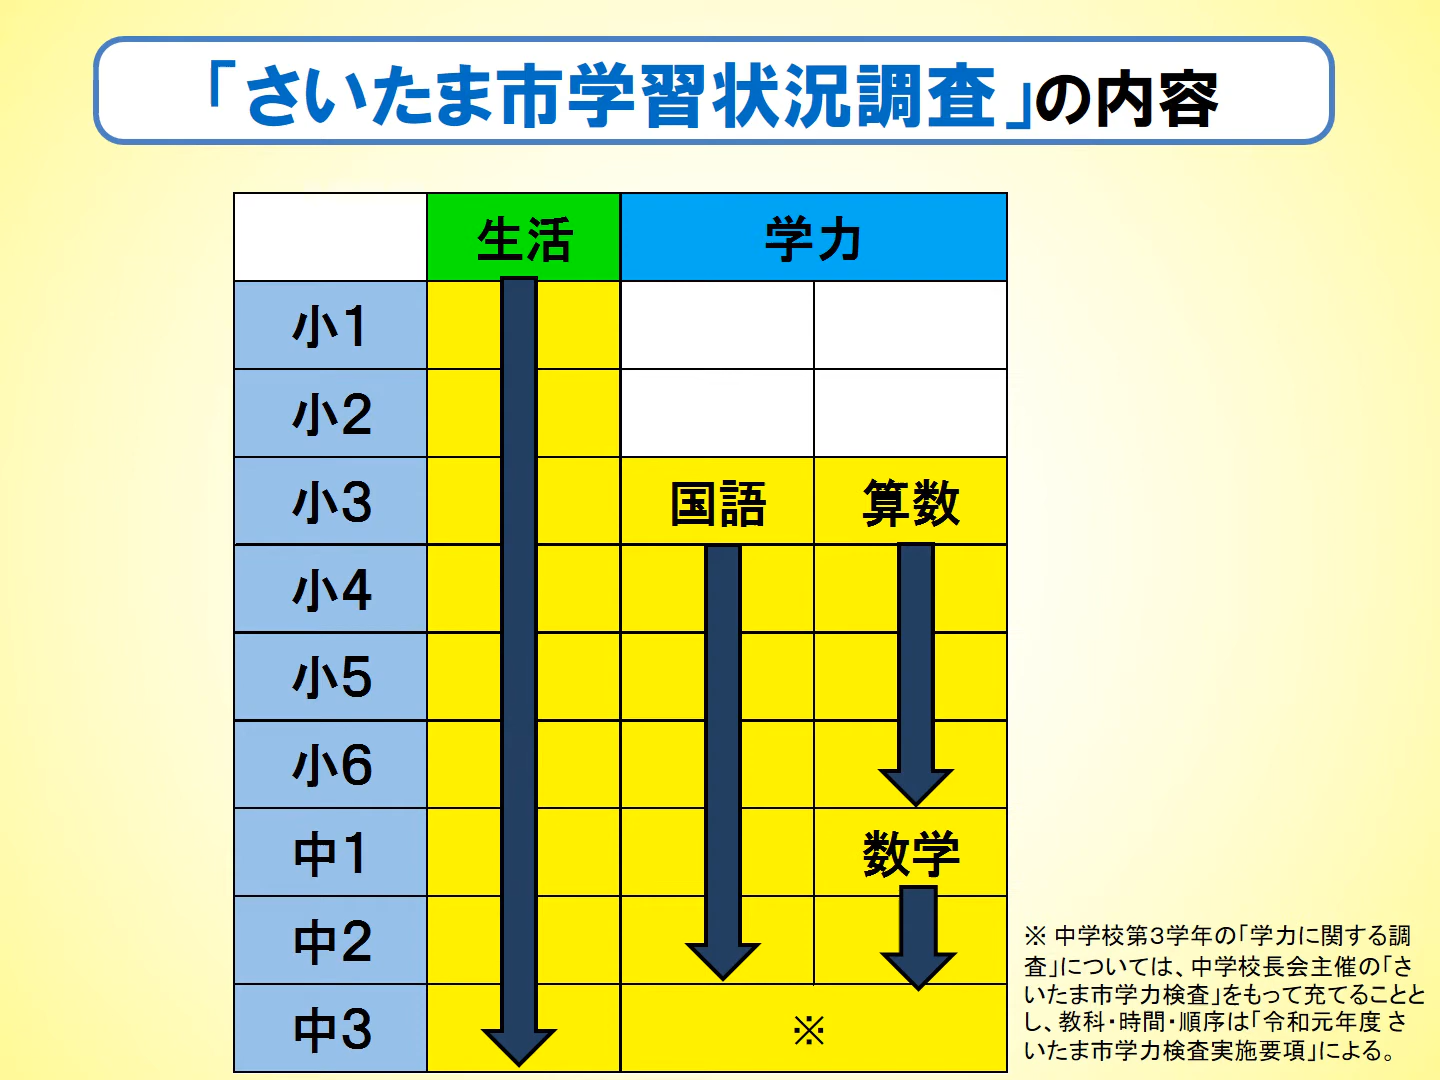 「さいたま市学習状況調査」の内容
生活 学力
小1
小2
小3 国語 算数
小4
小5
小6
中1 数学
中2
中3 ※
※ 中学校第3学年の「学力に関する調
査」については、中学校長会主催の「さ
いたま市学力検査」をもって充てることと
し、教科・時間・順序は「令和元年度 さ
いたま市学力検査実施要項」による。